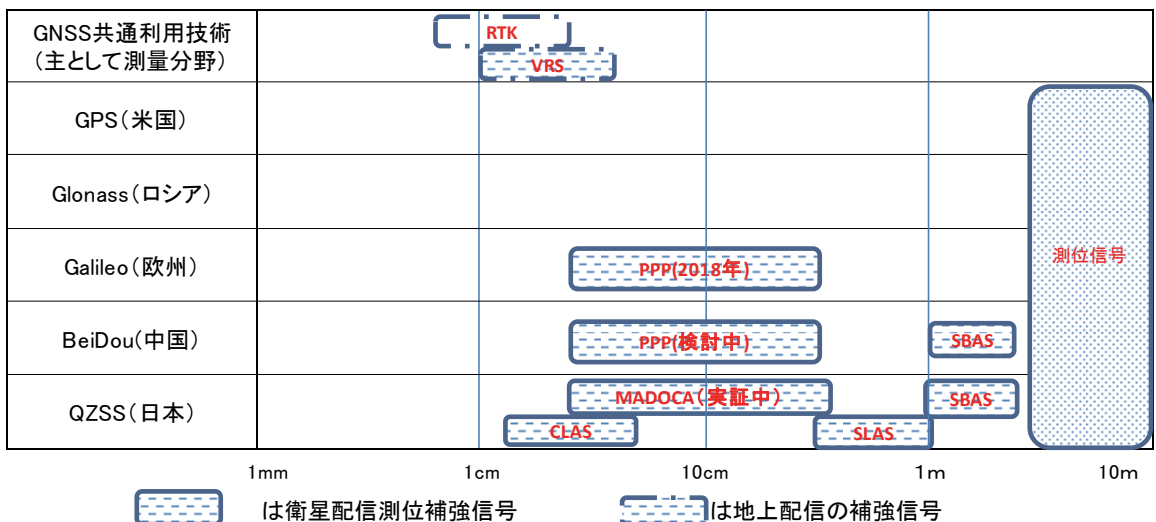 GNSS共通利用技術
(主として測量分野)
RTK
VRS
GPS(米国)
Glonass(ロシア)
Galileo(欧州)
PPP(2018年)
測位信号
BeiDou(中国)
PPP(検討中)
SBAS
QZSS(日本)
MADOCA(実証中)
SBAS
CLAS
SLAS
1mm 1cm 10cm 1m 10m
は衛星配信測位補強信号 は地上配信の補強信号